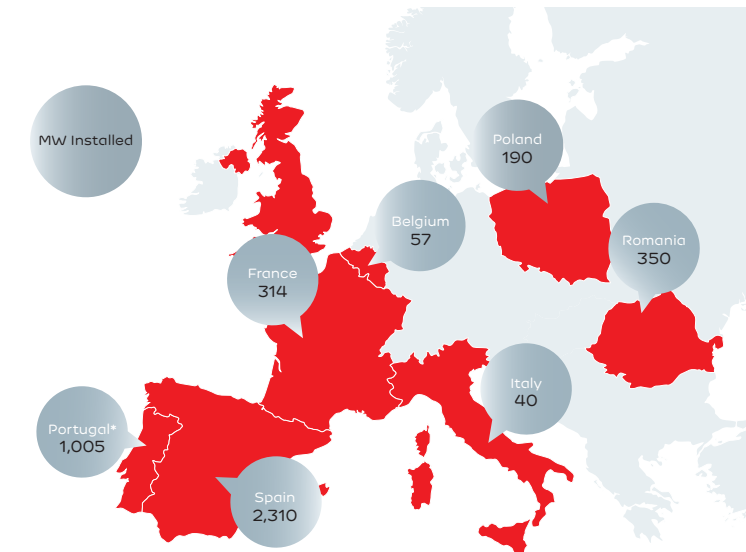 MW Installed
Poland
190
Belgium
57
Romania
350
France
314
Italy
40
Portugal*
1,005
Spain
2,310